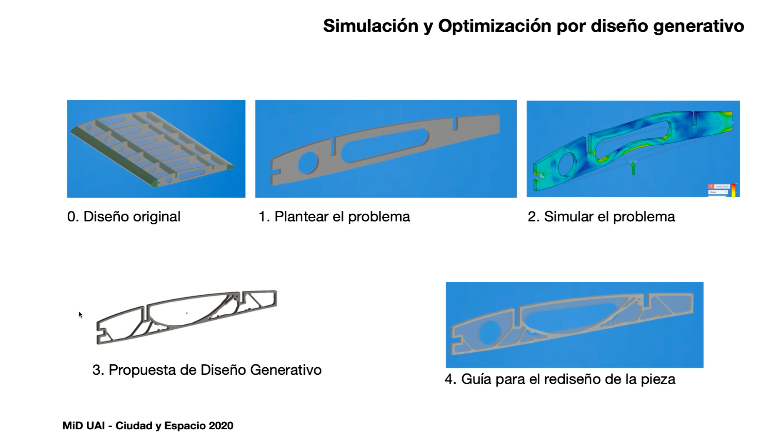 Simulación y Optimización por diseño generativo
0. Diseño original
1. Plantear el problema
2. Simular el problema
3. Propuesta de Diseño Generativo
4. Guía para el rediseño de la pieza
MiD UAI - Ciudad y Espacio 2020